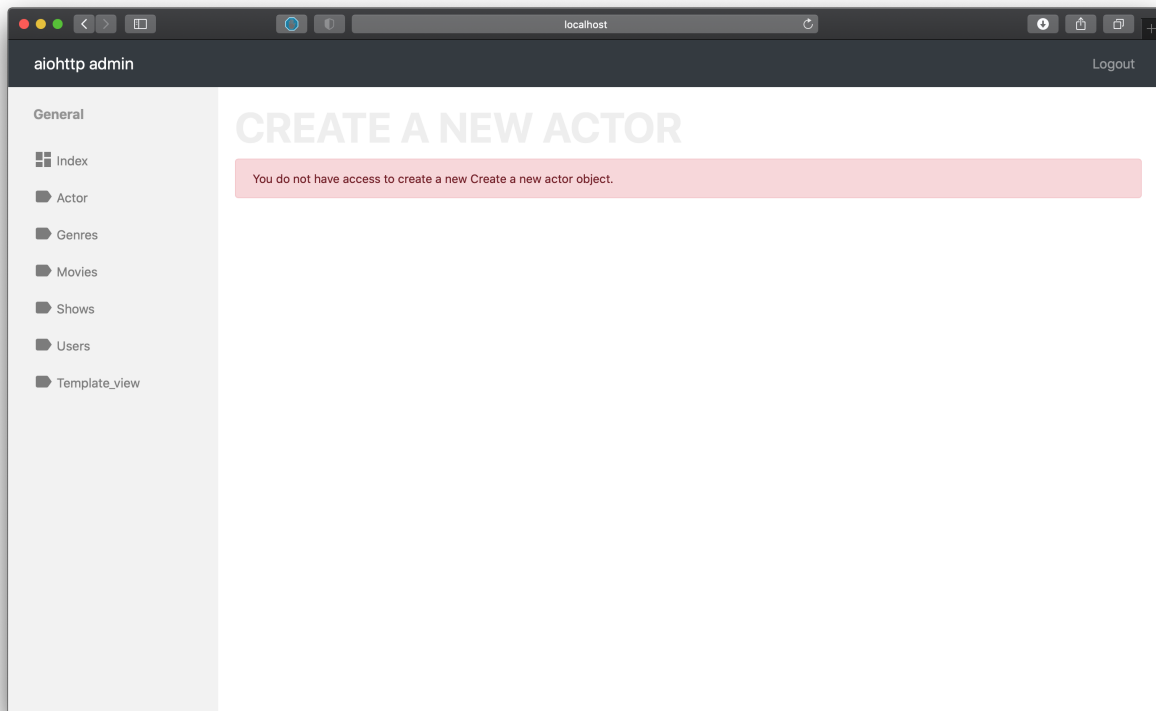 localhost
aiohttp admin
Logout
General
Index
Actor
Genres
Movies
Shows
Users
Template_view
CREATE A NEW ACTOR
You do not have access to create a new Create a new actor object.